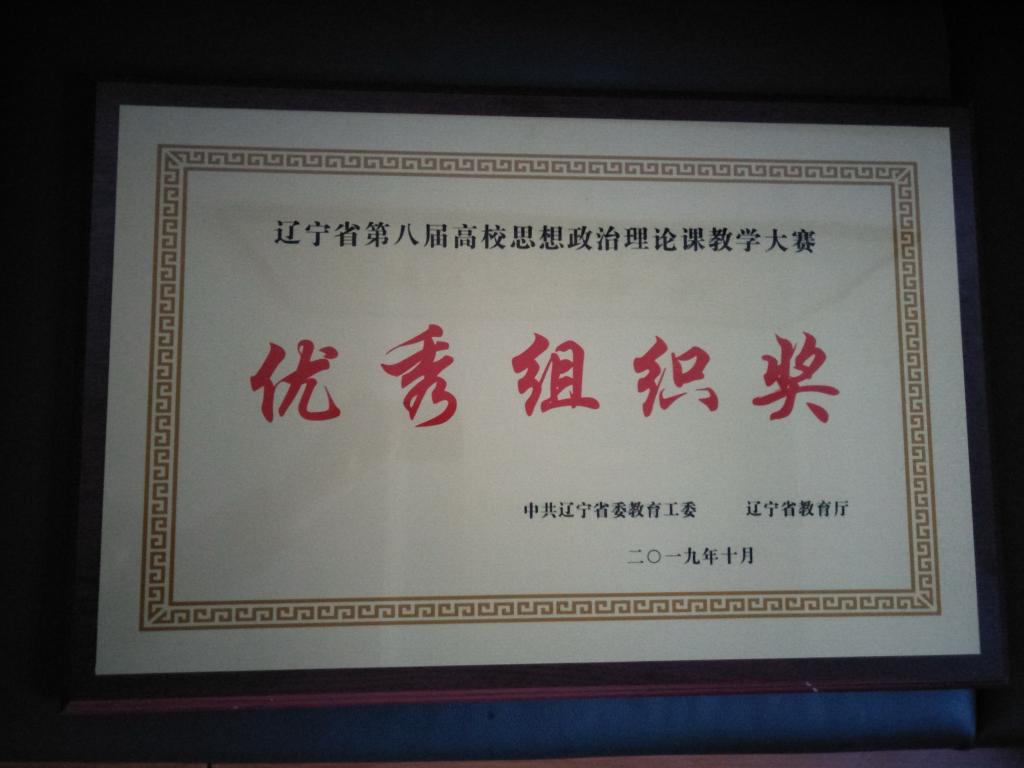 辽宁省第八届高校思想政治理论课教学大赛
优秀组织奖
中共辽宁省委教育工委 辽宁省教育厅
二〇一九年十月